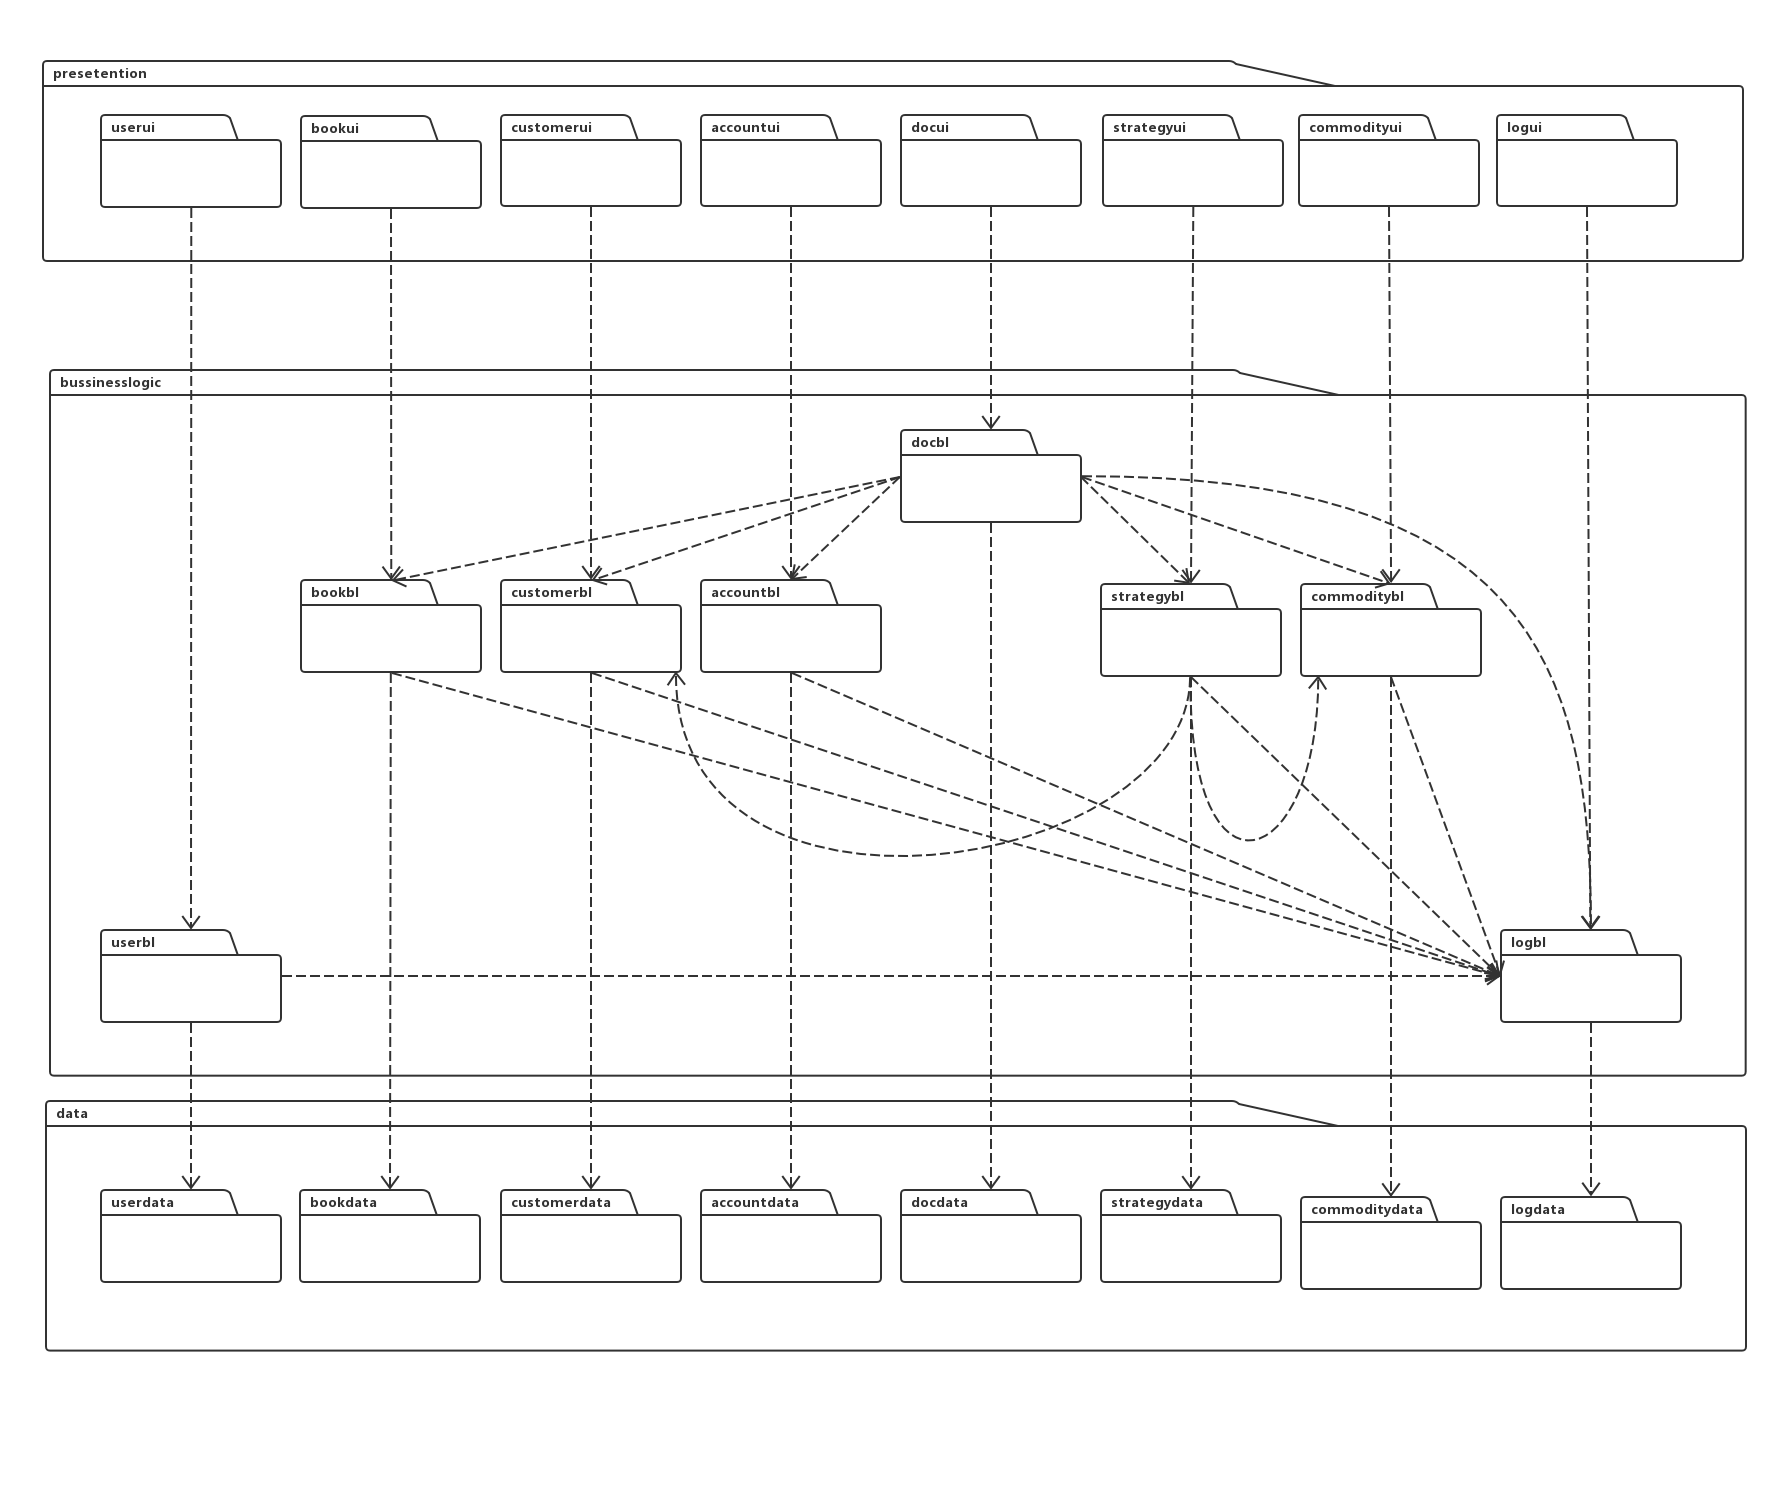 presetention
userui
bookui
customerui
accountui
docui
strategyui
commodityui
logui
bussinesslogic
docbl
bookbl
customerbl
accountbl
strategybl
commoditybl
userbl
logbl
data
userdata
bookdata
customerdata
accountdata
docdata
strategydata
commoditydata
logdata